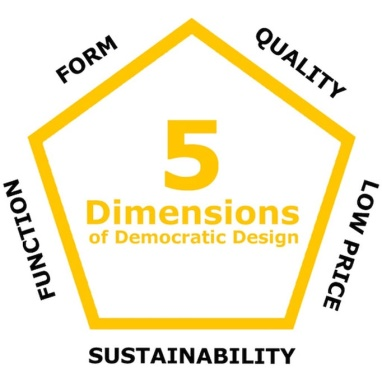 FORM
QUALITY
5
Dimensions
of Democratic Design
FUNCTION
LOW PRICE
SUSTAINABILITY